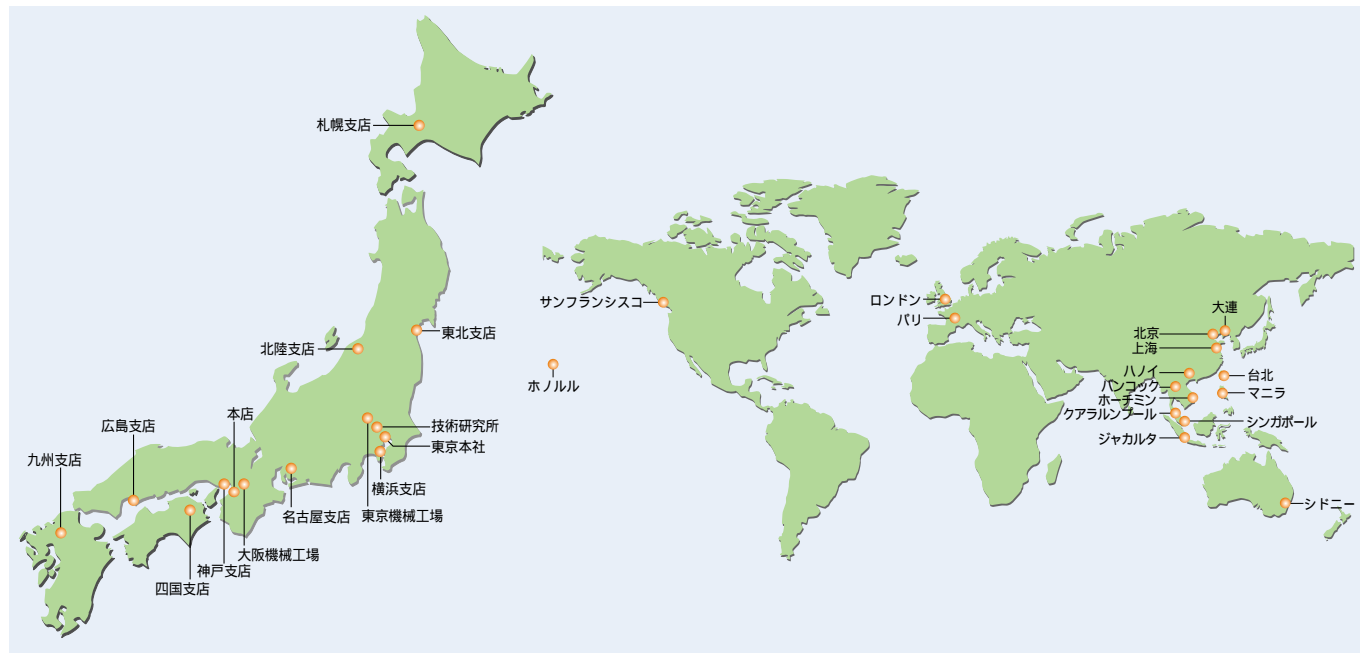 札幌支店
東北支店
北陸支店
本店
広島支店
技術研究所
東京本社
九州支店
横浜支店
名古屋支店
東京機械工場
大阪機械工場
神戸支店
四国支店
サンフランシスコ
ホノルル
ロンドン
パリ
大連
北京
上海
ハノイ
台北
バンコック
マニラ
ホーチミン
クアラルンプール
シンガポール
ジャカルタ
シドニー